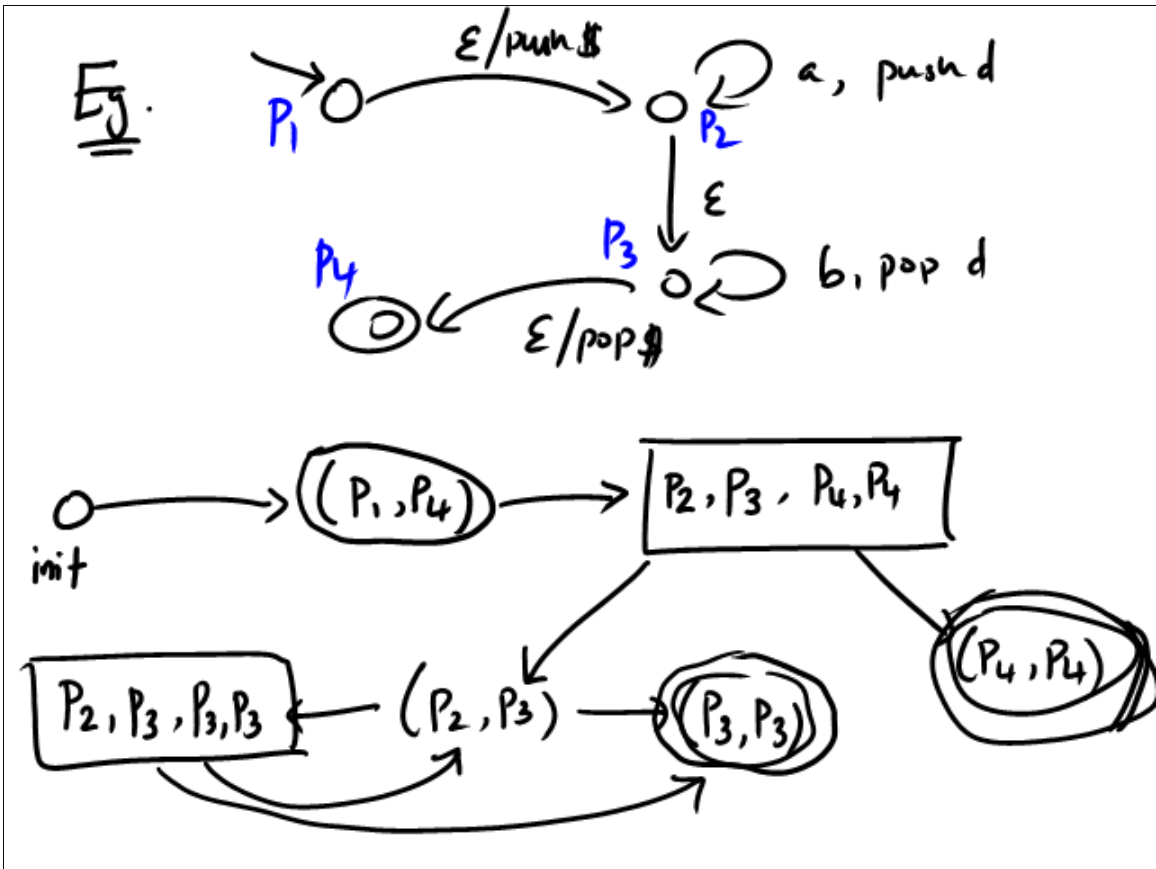 ε/push $
Eg.
a, push d
P1
P2
ε
P3
P4
b, pop d
ε/pop $
(P1, P4)
P2, P3, P4, P4
init
(P4, P4)
P2, P3, P3, P3
(P2, P3)
(P3, P3)